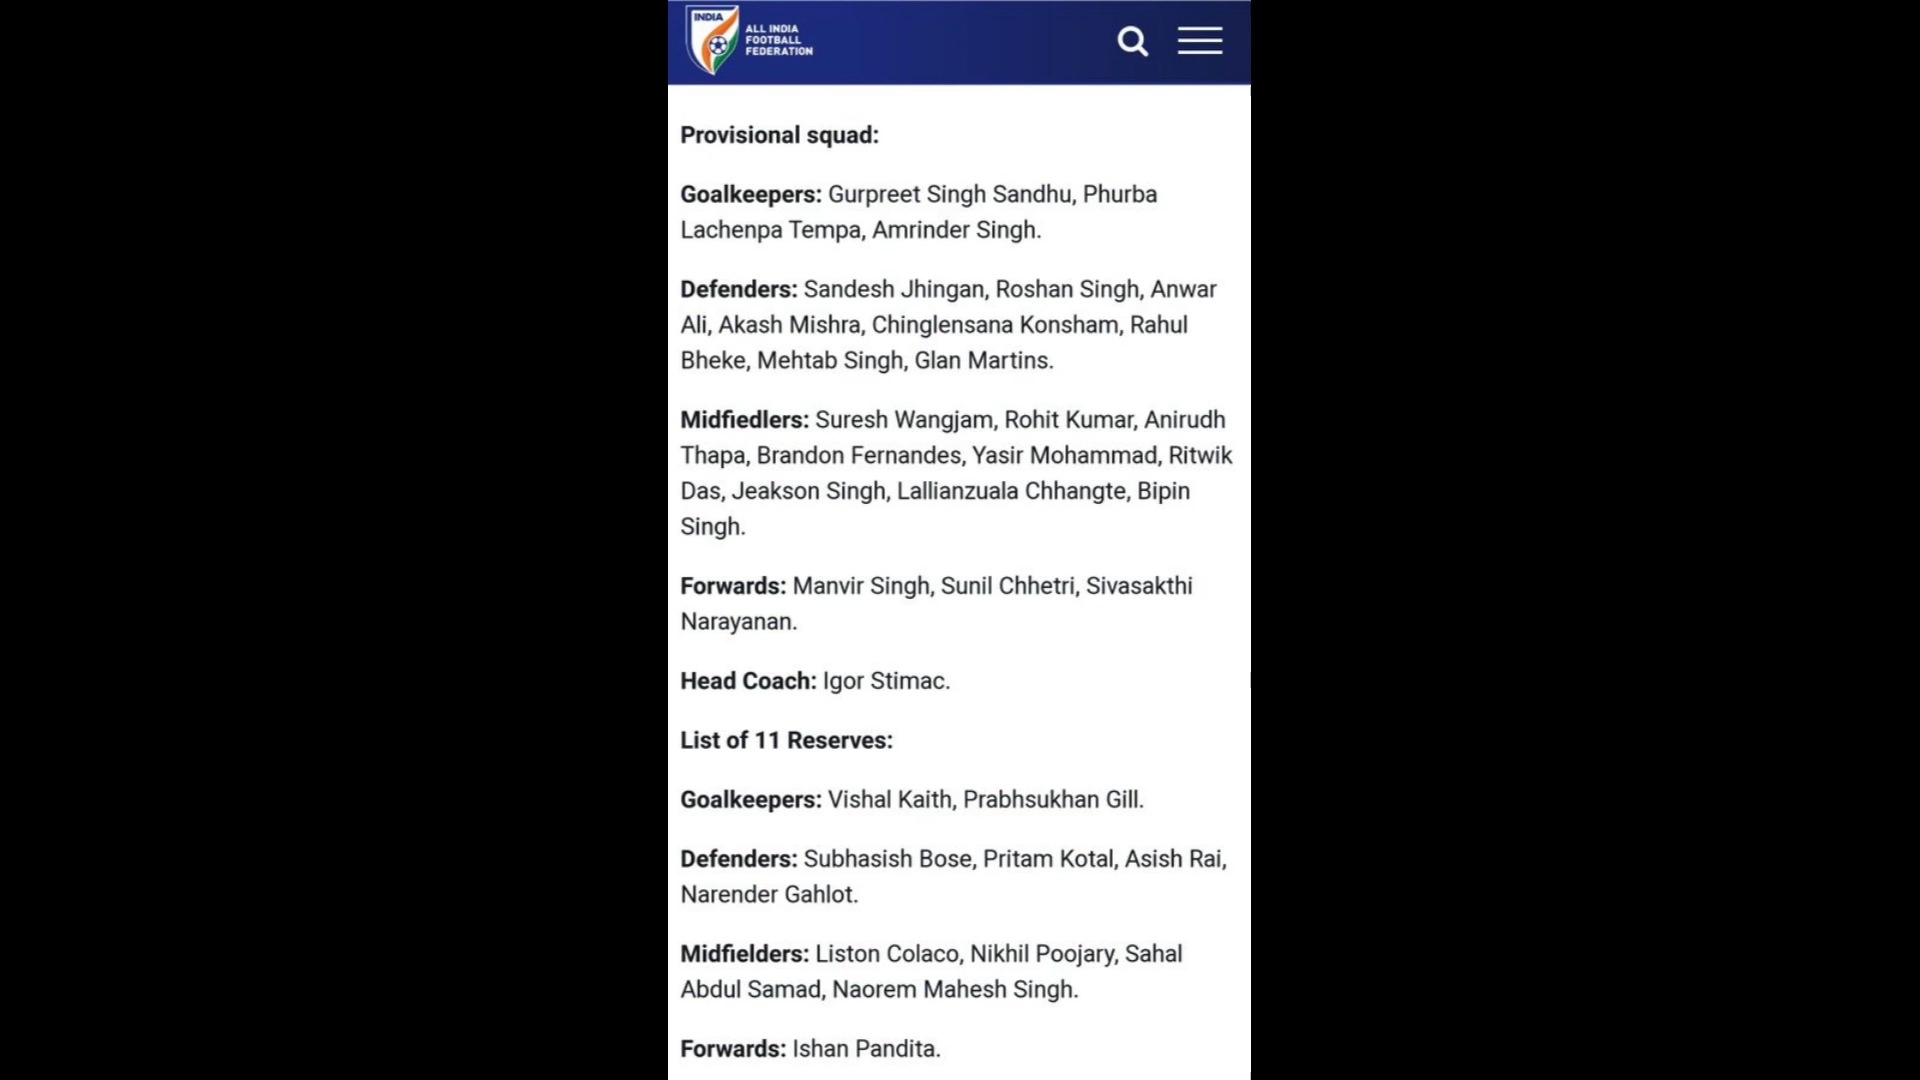 INDIA
ALL INDIA
FOOTBALL
FEDERATION
Provisional squad:
Goalkeepers: Gurpreet Singh Sandhu, Phurba
Lachenpa Tempa, Amrinder Singh.
Defenders: Sandesh Jhingan, Roshan Singh, Anwar
Ali, Akash Mishra, Chinglensana Konsham, Rahul
Bheke, Mehtab Singh, Glan Martins.
Midfiedlers: Suresh Wangjam, Rohit Kumar, Anirudh
Thapa, Brandon Fernandes, Yasir Mohammad, Ritwik
Das, Jeakson Singh, Lallianzuala Chhangte, Bipin
Singh.
Forwards: Manvir Singh, Sunil Chhetri, Sivasakthi
Narayanan.
Head Coach: Igor Stimac.
List of 11 Reserves:
Goalkeepers: Vishal Kaith, Prabhsukhan Gill.
Defenders: Subhasish Bose, Pritam Kotal, Asish Rai,
Narender Gahlot.
Midfielders: Liston Colaco, Nikhil Poojary, Sahal
Abdul Samad, Naorem Mahesh Singh.
Forwards: Ishan Pandita.